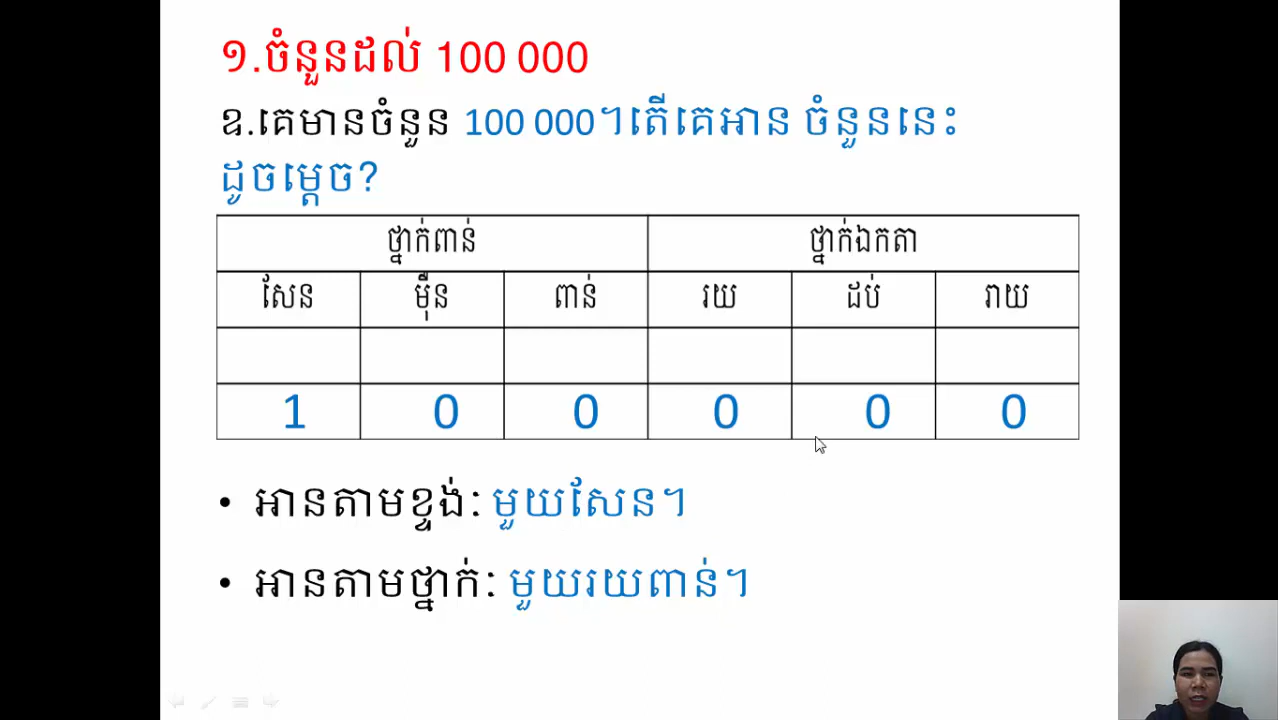 ១.ចំនួនដល់ 100 000
ឧ.គេមានចំនួន 100 000។តើគេអាន ចំនួននេះ
ដូចម្តេច?
ថ្នាក់ពាន់ ថ្នាក់ឯកតា
សែន ម៉ឺន ពាន់ រយ ដប់ រាយ
1 0 0 0 0 0
• អានតាមខ្ទង់: មួយសែន។
• អានតាមថ្នាក់: មួយរយពាន់។